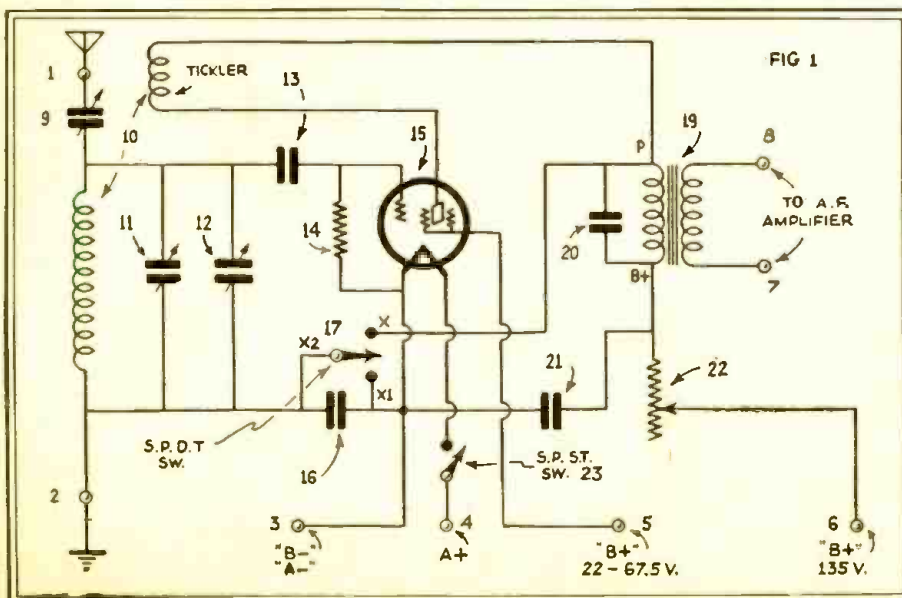 FIG 1
1
9
10
TICKLER
13
15
P
19
8
TO A.F.
AMPLIFIER
7
11
12
14
20
B+
X
17
X2
X1
21
22
S.P.D.T
SW.
16
S.P.S.T.
SW. 23
2
3
"B-"
"A-"
4
A+
5
"B+"
22-67.5 V.
6
"B+"
135 V.